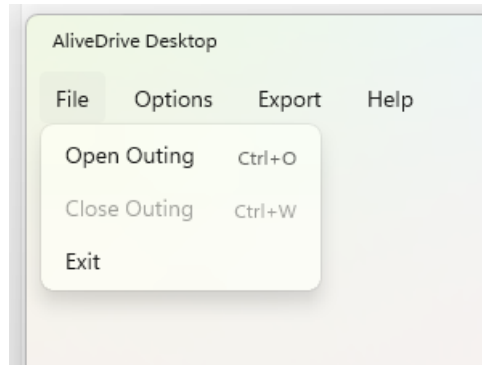 AliveDrive Desktop
File Options Export Help
Open Outing Ctrl+O
Close Outing Ctrl+W
Exit